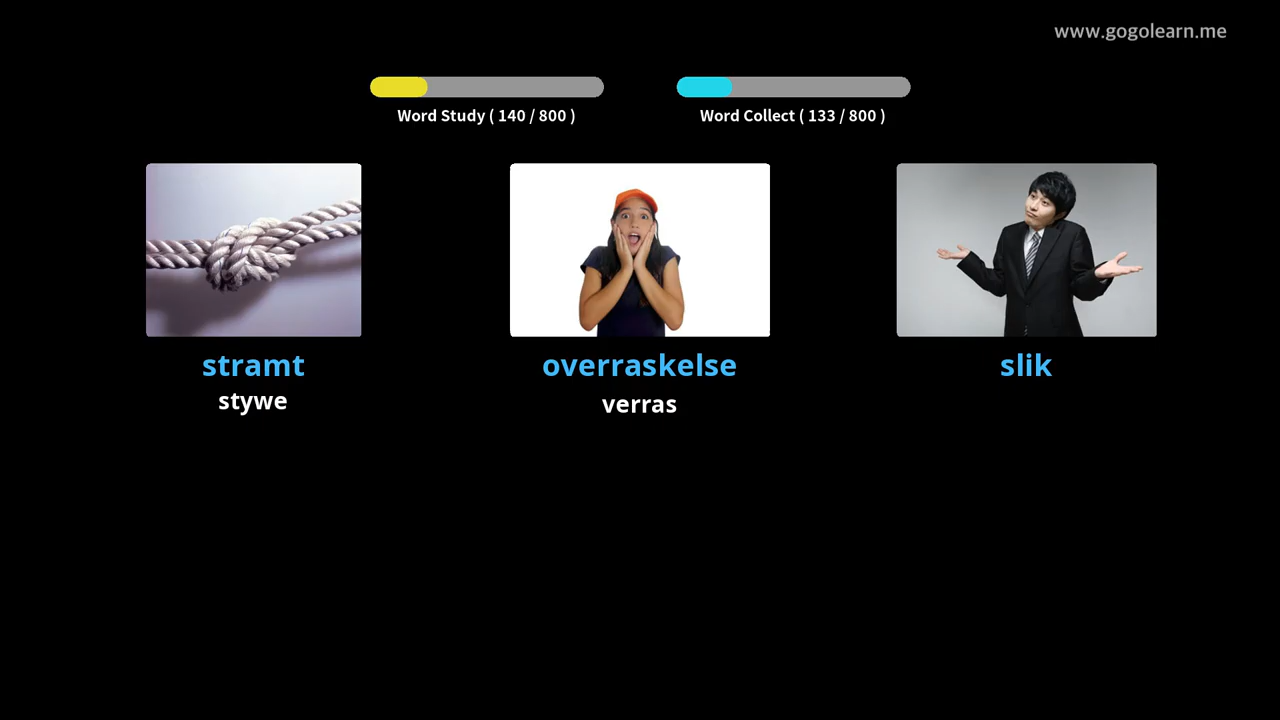 www.gogolearn.me
Word Study ( 140 / 800 )
Word Collect ( 133 / 800 )
stramt
overraskelse
slik
stywe
verras